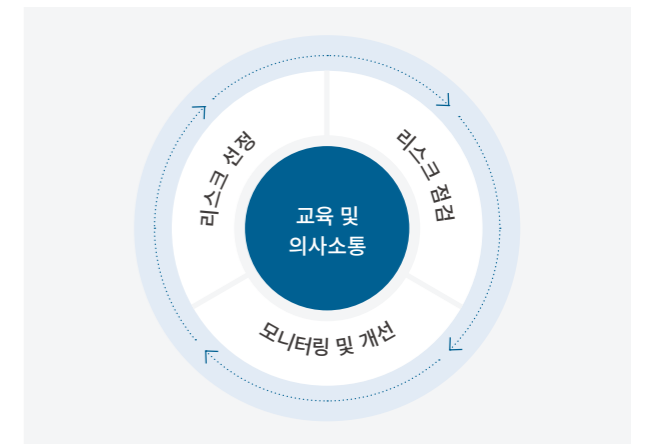 리스크 선정
리스크 점검
교육 및
의사소통
모니터링 및 개선